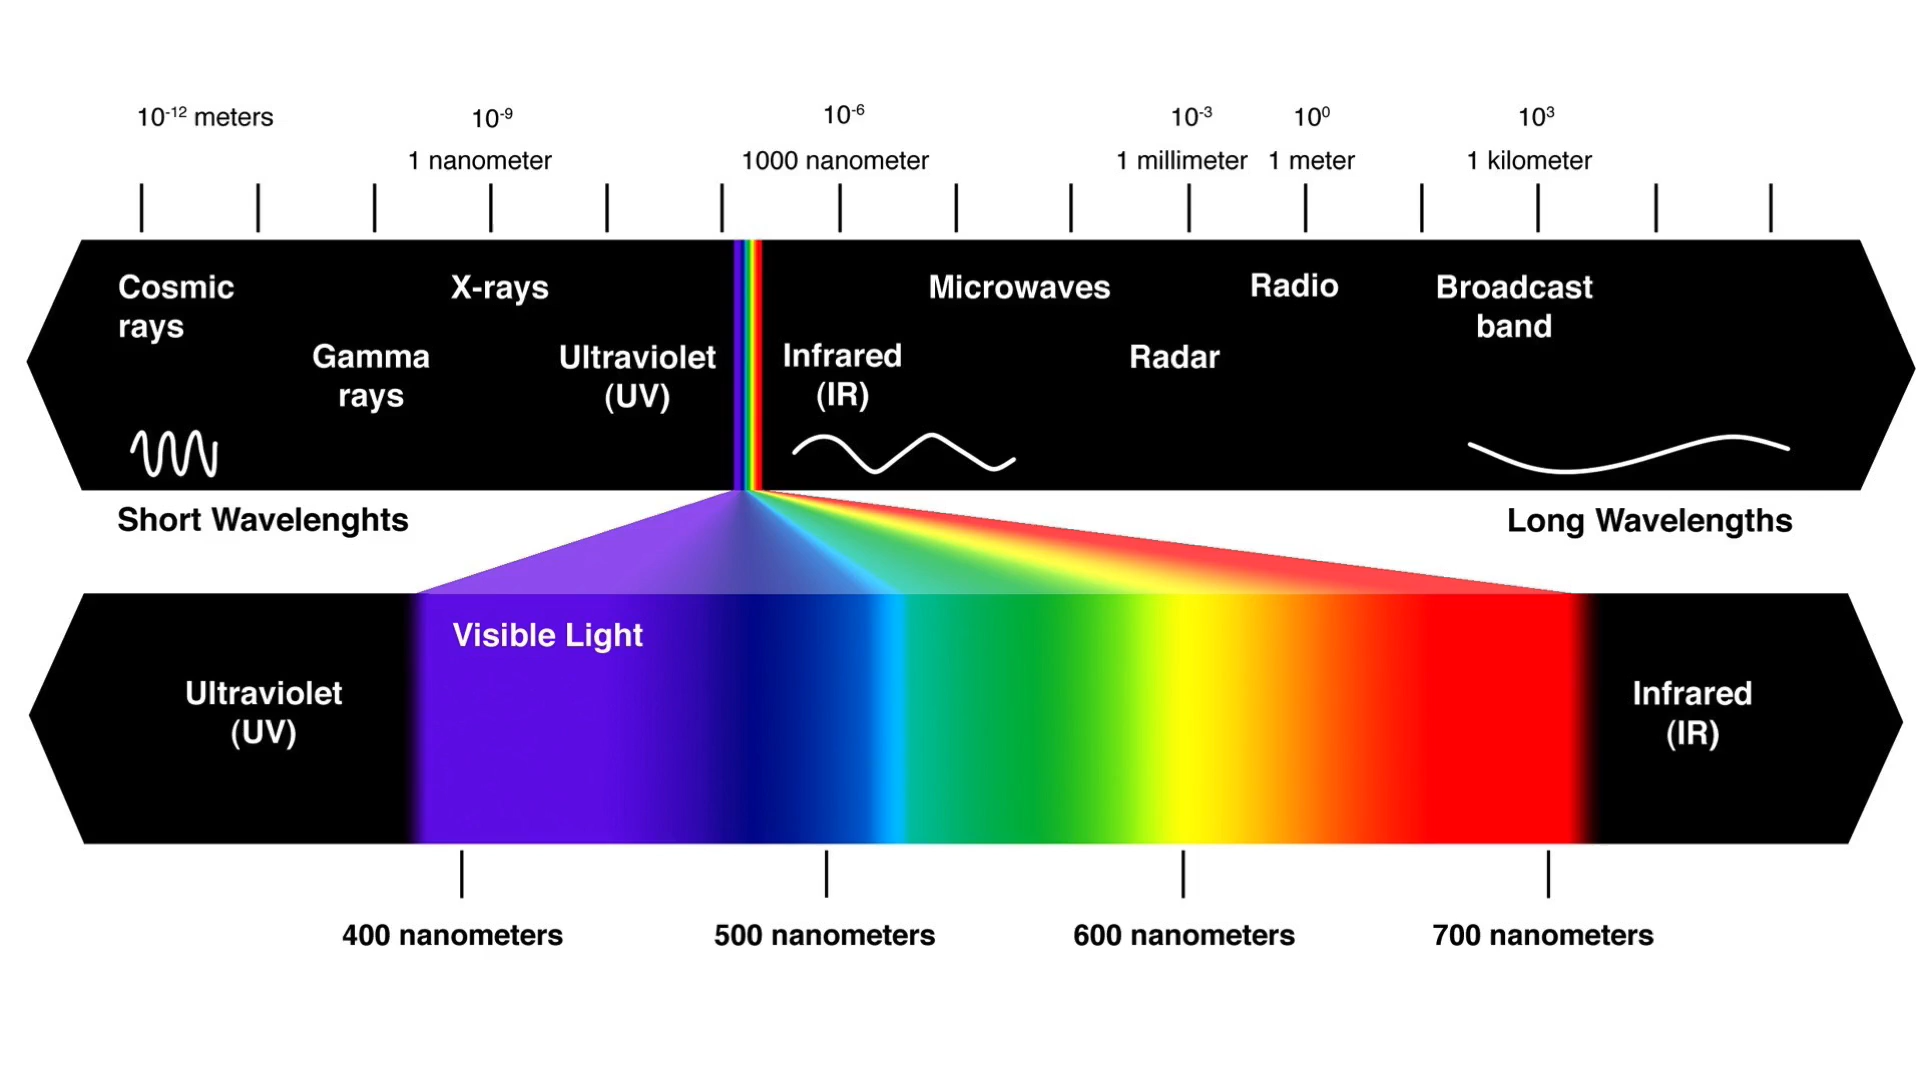 10⁻¹² meters 10⁻⁹ 10⁻⁶ 10⁻³ 10⁰ 10³
1 nanometer 1000 nanometer 1 millimeter 1 meter 1 kilometer
Cosmic
rays
X-rays
Microwaves
Radio
Broadcast
band
Gamma
rays
Ultraviolet
(UV)
Infrared
(IR)
Radar
Short Wavelenghts
Long Wavelengths
Visible Light
Ultraviolet
(UV)
Infrared
(IR)
400 nanometers 500 nanometers 600 nanometers 700 nanometers